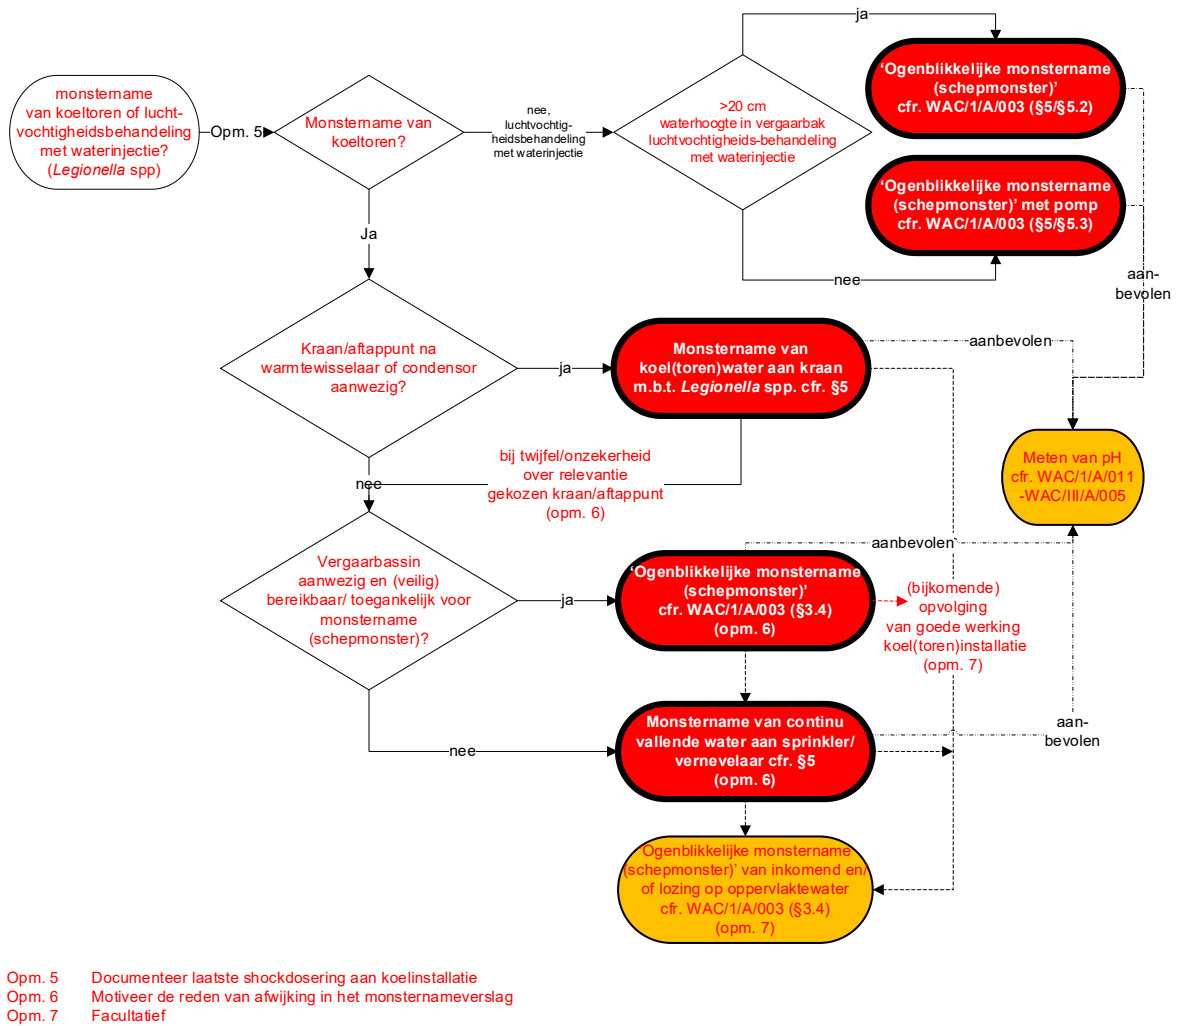 ja
‘Ogenblikkelijke monstername
(schepmonster)’
cfr. WAC/1/A/003 (§5/§5.2)
monstername
van koeltoren of lucht-
vochtigheidsbehandeling
met waterinjectie?
(Legionella spp)
Opm. 5
Monstername van
koeltoren?
nee,
luchtvochtig-
heidsbehandeling
met waterinjectie
>20 cm
waterhoogte in vergaarbak
luchtvochtigheids-behandeling
met waterinjectie
‘Ogenblikkelijke monstername
(schepmonster)’ met pomp
cfr. WAC/1/A/003 (§5/§5.3)
Ja
nee
aan-
bevolen
Kraan/aftappunt na
warmtewisselaar of condensor
aanwezig?
ja
Monstername van
koel(toren)water aan kraan
m.b.t. Legionella spp. cfr. §5
aanbevolen
Meten van pH
cfr. WAC/1/A/011
-WAC/III/A/005
nee
bij twijfel/onzekerheid
over relevantie
gekozen kraan/aftappunt
(opm. 6)
Vergaarbassin
aanwezig en (veilig)
bereikbaar/ toegankelijk voor
monstername
(schepmonster)?
ja
aanbevolen
‘Ogenblikkelijke monstername
(schepmonster)’
cfr. WAC/1/A/003 (§3.4)
(opm. 6)
(bijkomende)
opvolging
van goede werking
koel(toren)installatie
(opm. 7)
nee
Monstername van continu
vallende water aan sprinkler/
vernevelaar cfr. §5
(opm. 6)
aan-
bevolen
‘Ogenblikkelijke monstername
(schepmonster)’ van inkomend en/
of lozing op oppervlaktewater
cfr. WAC/1/A/003 (§3.4)
(opm. 7)
Opm. 5 Documenteer laatste shockdosering aan koelinstallatie
Opm. 6 Motiveer de reden van afwijking in het monsternameverslag
Opm. 7 Facultatief